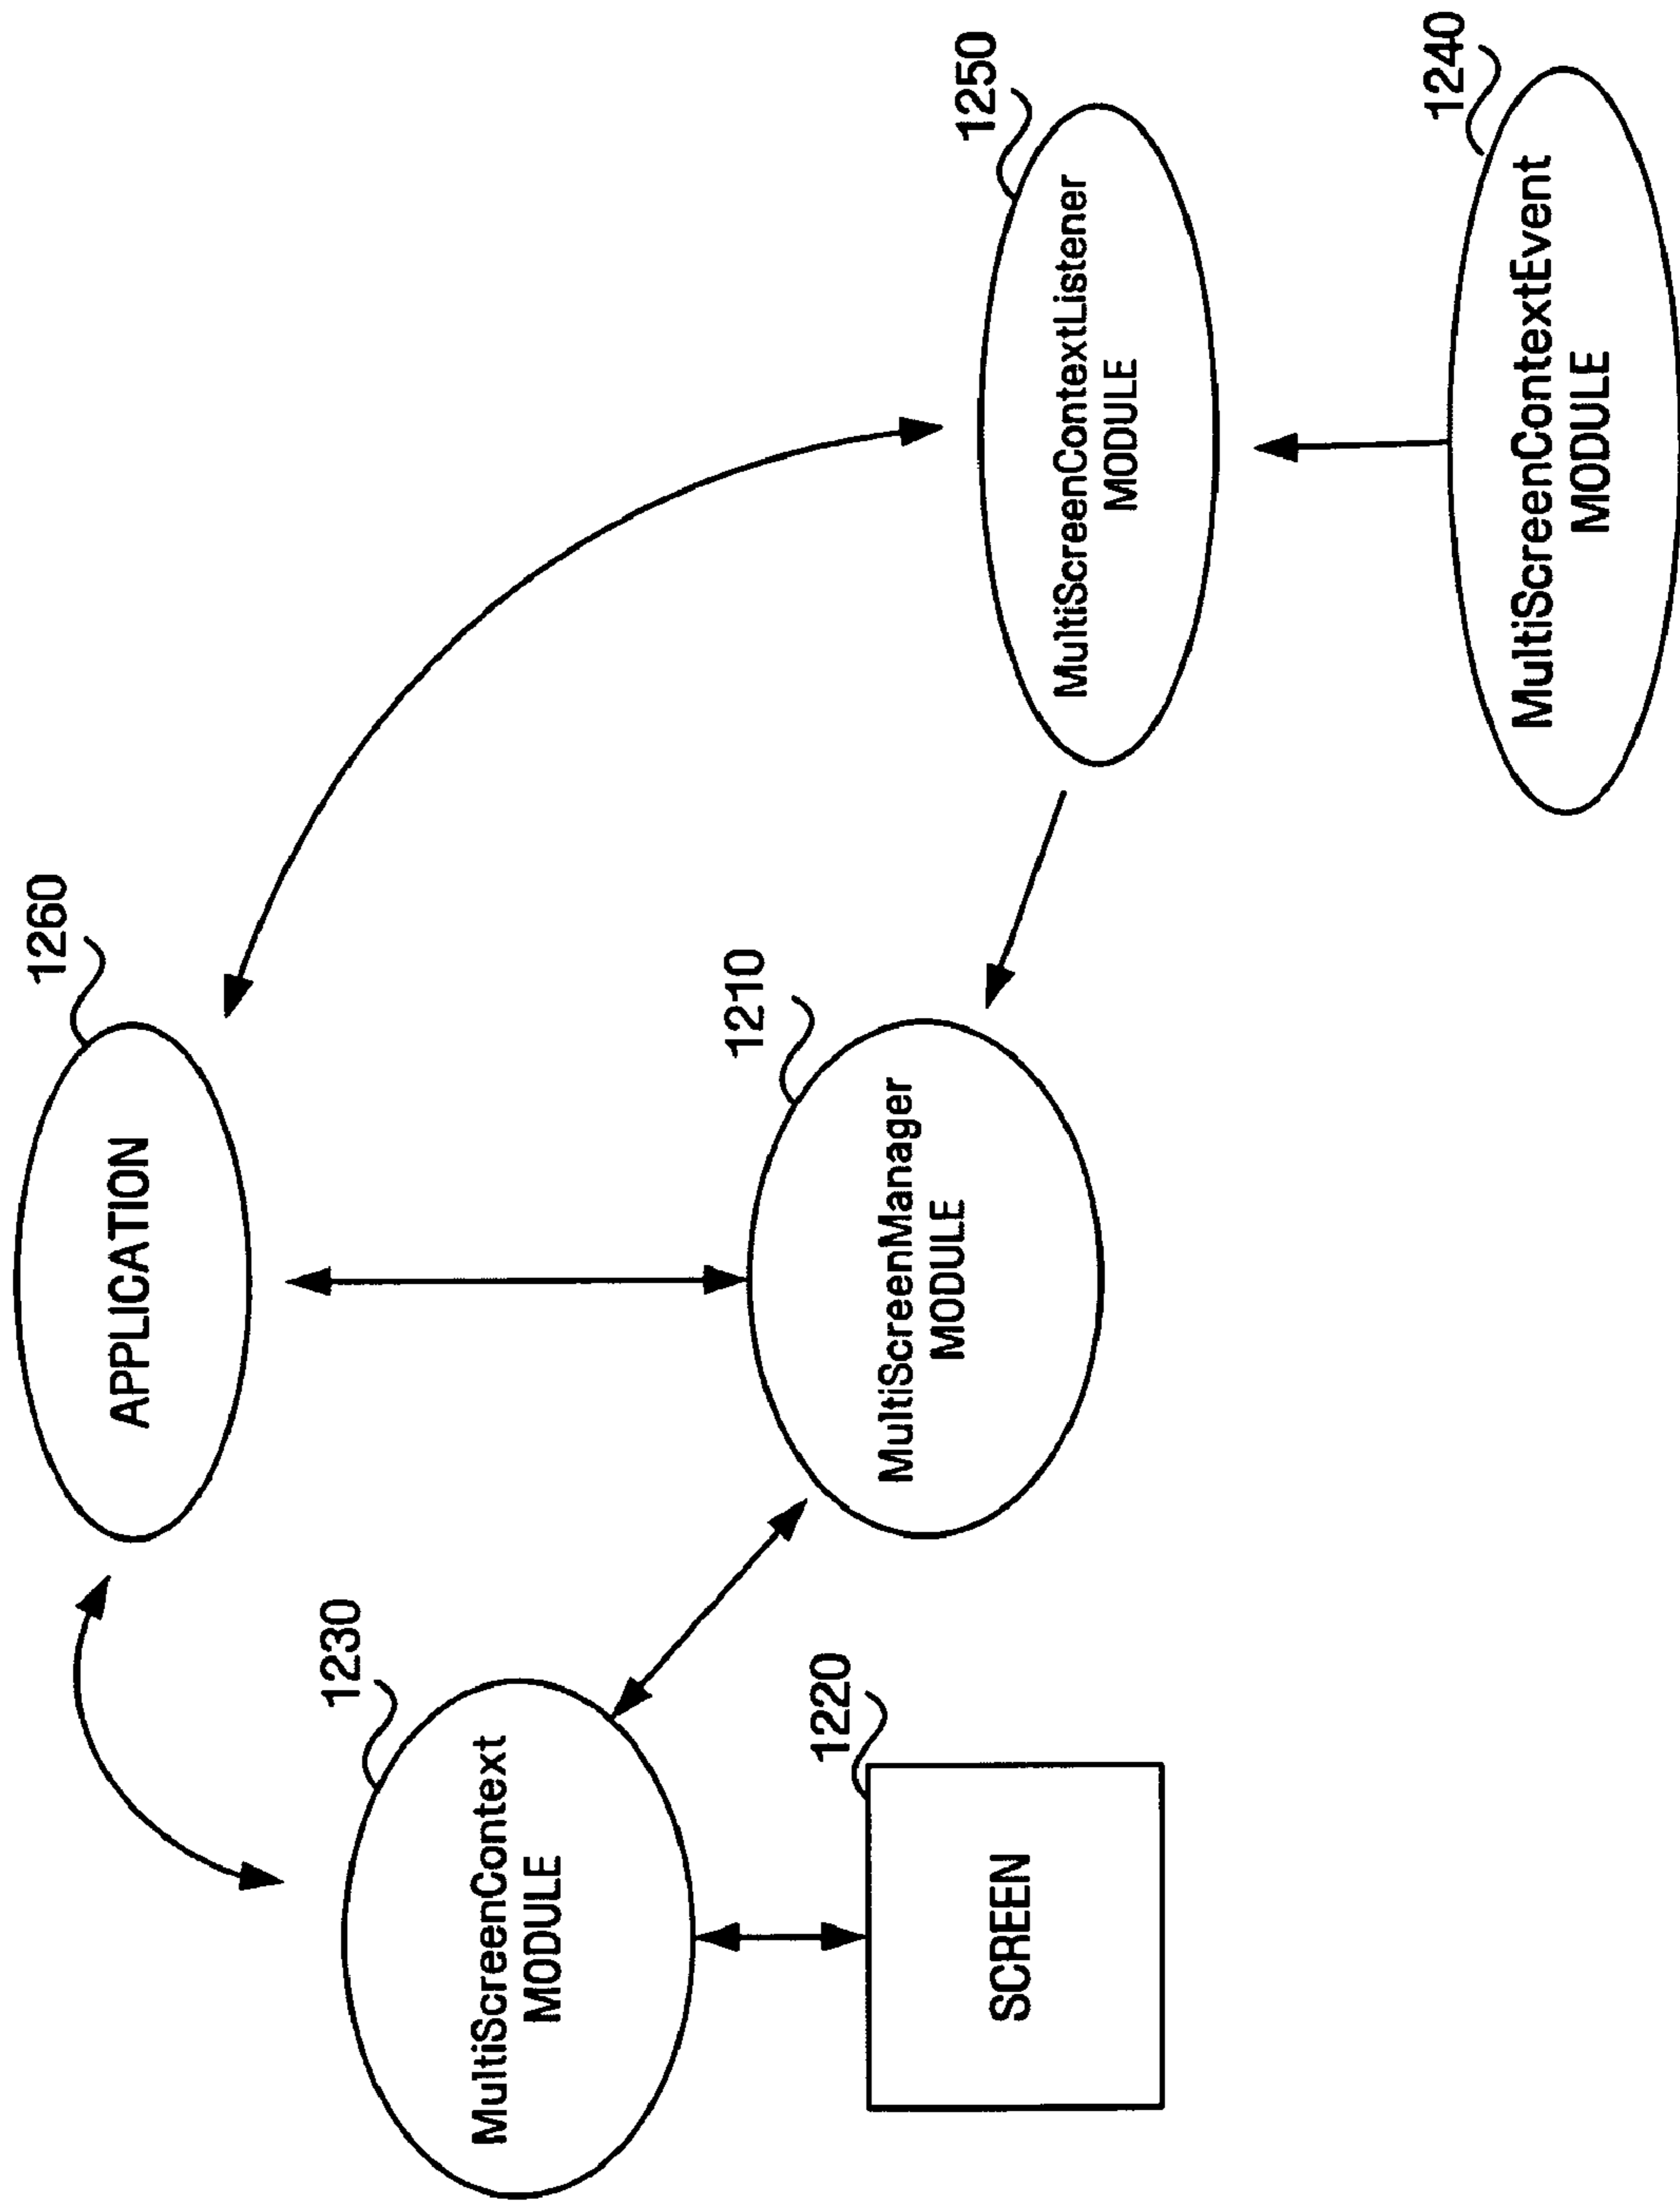 1260
APPLICATION
1230
MultiScreenContext
MODULE
1210
MultiScreenManager
MODULE
1250
MultiScreenContextListener
MODULE
1220
SCREEN
1240
MultiScreenContextEvent
MODULE